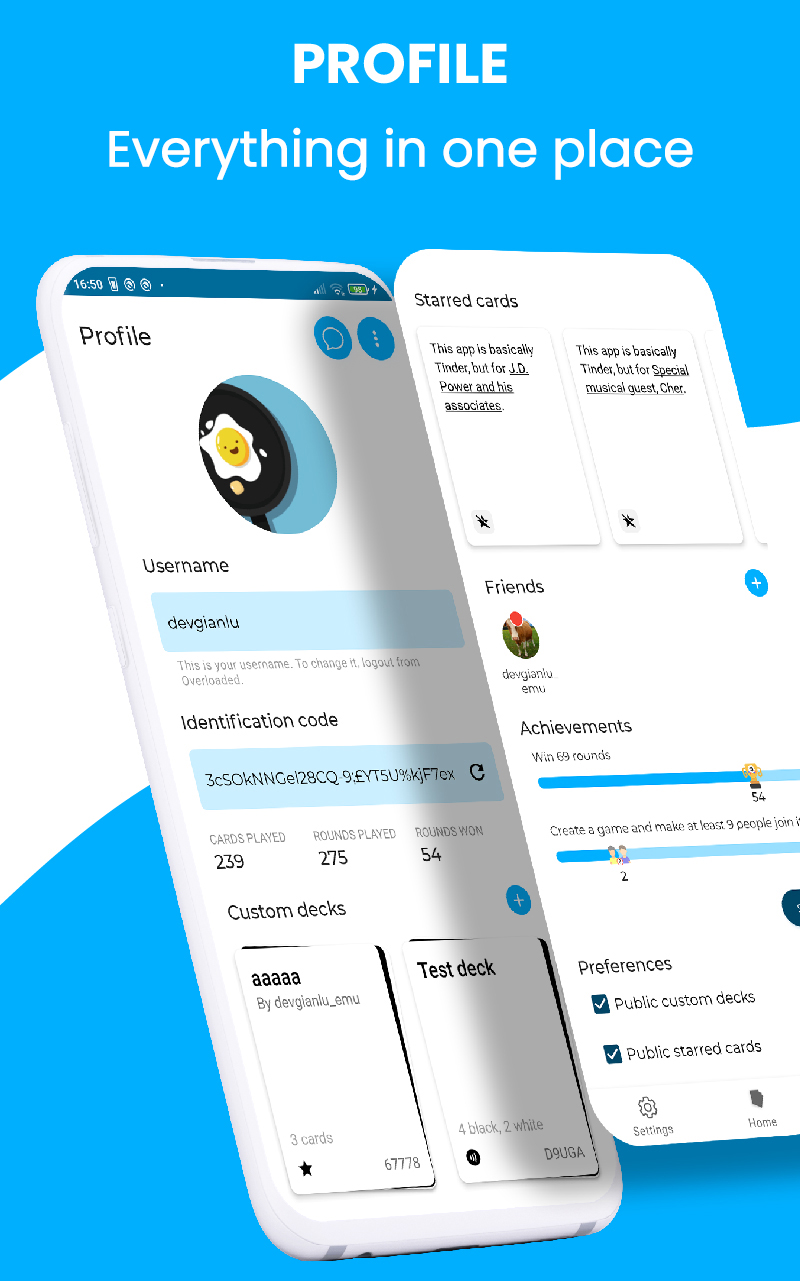 PROFILE
Everything in one place
16:50
Profile
Username
devgianlu
This is your username. To change it, logout from
Overloaded.
Identification code
CARDS PLAYED
239
ROUNDS PLAYED
275
ROUNDS WON
54
Custom decks
aaaaa
By devgianlu_emu
3 cards
67778
Test deck
4 black, 2 white
D9UGA
Starred cards
This app is basically
Tinder, but for J.D.
Power and his
associates.
This app is basically
Tinder, but for Special
musical guest, Cher.
Friends
devgianlu_
emu
Achievements
Win 69 rounds
54
Create a game and make at least 9 people join
2
Preferences
Public custom decks
Public starred cards
Settings
Home